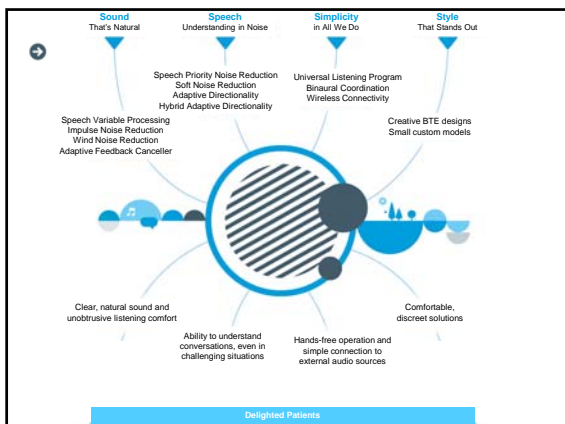 Sound
That's Natural
Speech
Understanding in Noise
Simplicity
in All We Do
Style
That Stands Out
Speech Variable Processing
Impulse Noise Reduction
Wind Noise Reduction
Adaptive Feedback Canceller
Speech Priority Noise Reduction
Soft Noise Reduction
Adaptive Directionality
Hybrid Adaptive Directionality
Universal Listening Program
Binaural Coordination
Wireless Connectivity
Creative BTE designs
Small custom models
Clear, natural sound and
unobtrusive listening comfort
Ability to understand
conversations, even in
challenging situations
Hands-free operation and
simple connection to
external audio sources
Comfortable,
discreet solutions
Delighted Patients